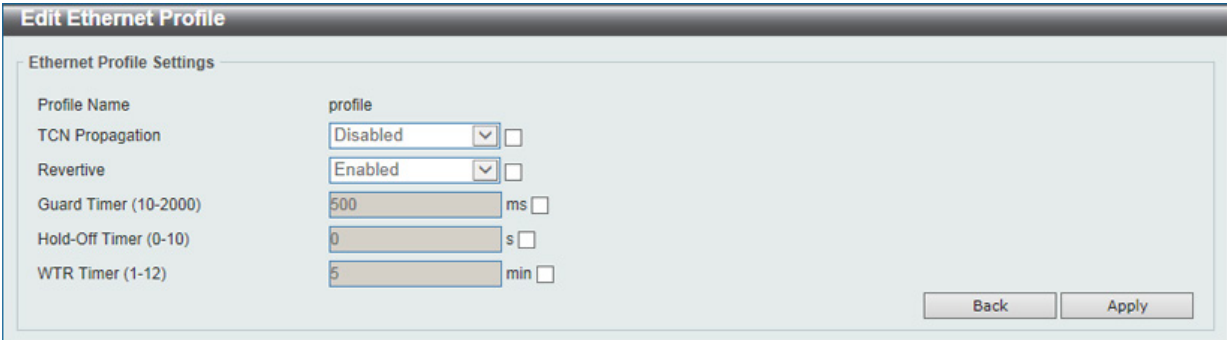 Edit Ethernet Profile
Ethernet Profile Settings
Profile Name profile
TCN Propagation Disabled
Revertive Enabled
Guard Timer (10-2000) 500 ms
Hold-Off Timer (0-10) 0 s
WTR Timer (1-12) 5 min
Back Apply